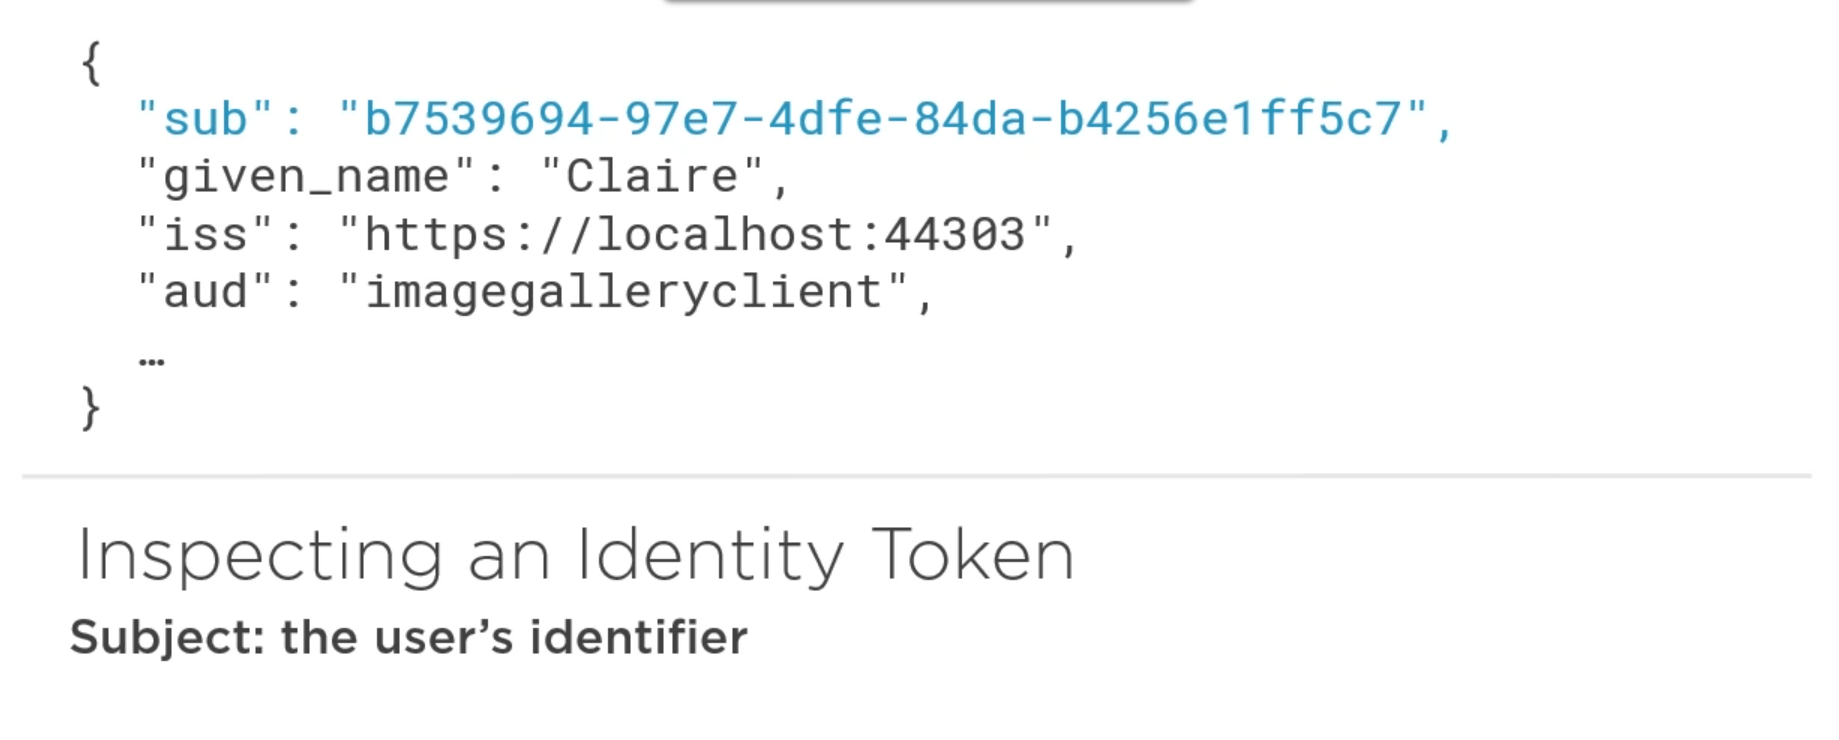 {
"sub": "b7539694-97e7-4dfe-84da-b4256e1ff5c7",
"given_name": "Claire",
"iss": "https://localhost:44303",
"aud": "imagegalleryclient",
…
}
Inspecting an Identity Token
Subject: the user’s identifier